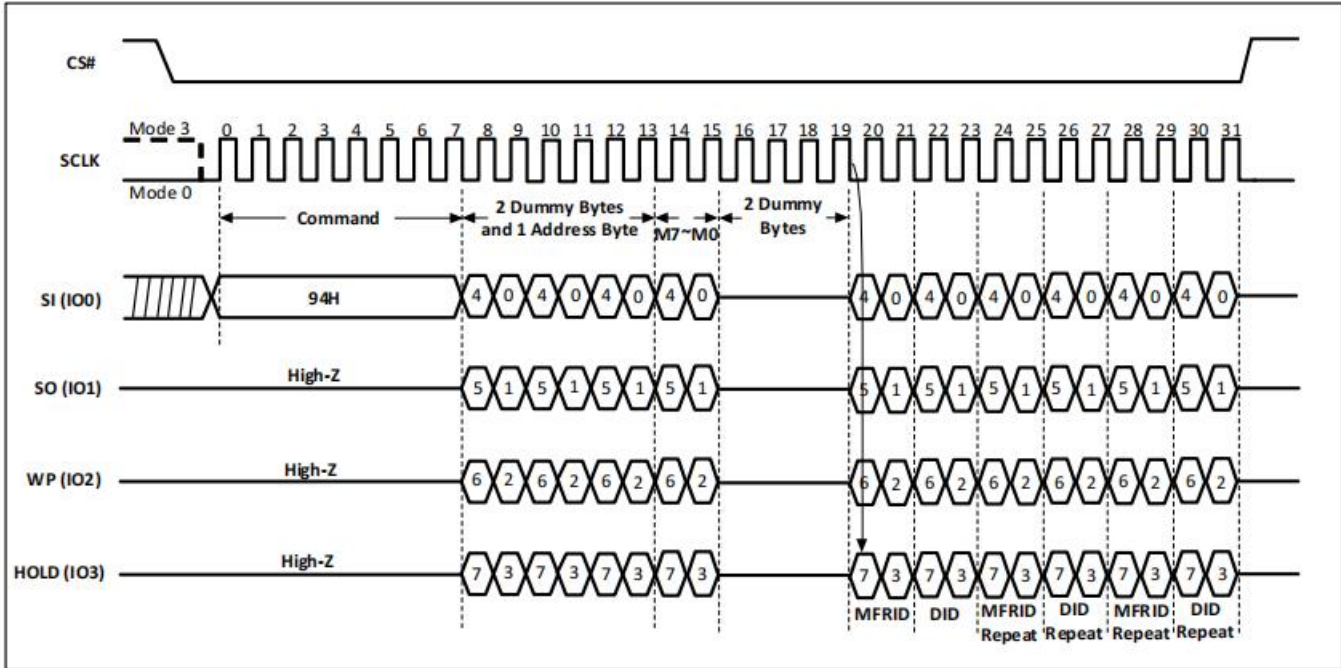 CS#
Mode 3
0 1 2 3 4 5 6 7 8 9 10 11 12 13 14 15 16 17 18 19 20 21 22 23 24 25 26 27 28 29 30 31
SCLK
Mode 0
Command
2 Dummy Bytes
and 1 Address Byte
M7~M0
2 Dummy
Bytes
SI (IO0)
94H
4 0 4 0 4 0 4 0
4 0 4 0 4 0 4 0 4 0 4 0
SO (IO1)
High-Z
5 1 5 1 5 1 5 1
5 1 5 1 5 1 5 1 5 1 5 1
WP (IO2)
High-Z
6 2 6 2 6 2 6 2
6 2 6 2 6 2 6 2 6 2 6 2
HOLD (IO3)
High-Z
7 3 7 3 7 3 7 3
7 3 7 3 7 3 7 3 7 3 7 3
MFRID
DID
MFRID
Repeat
DID
Repeat
MFRID
Repeat
DID
Repeat